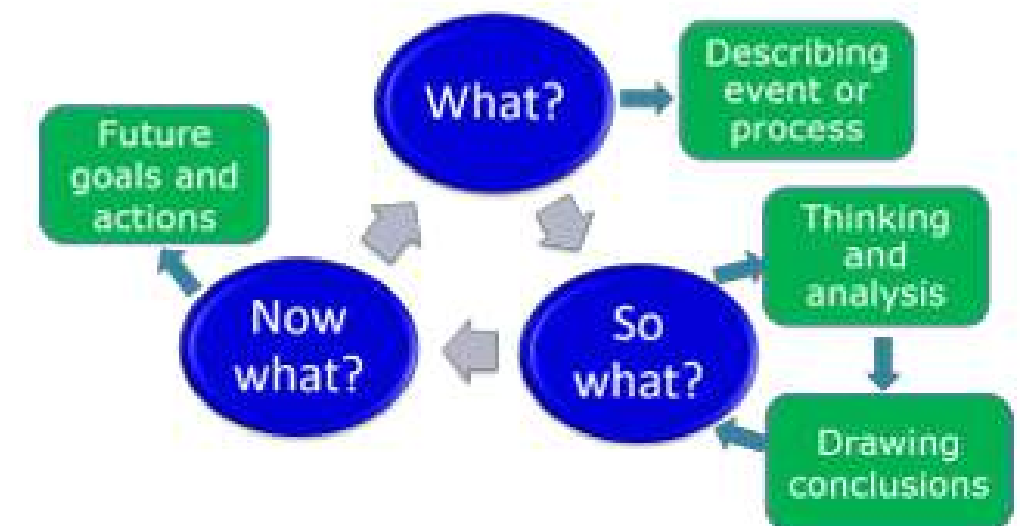 What?
Describing
event or
process
So
what?
Thinking
and
analysis
Drawing
conclusions
Now
what?
Future
goals and
actions